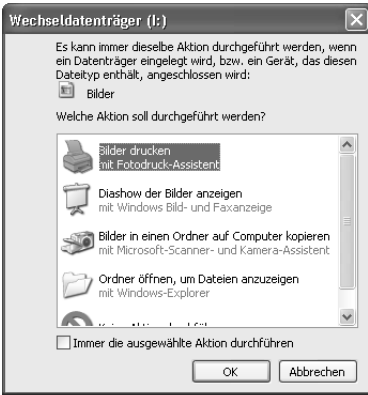 Wechseldatenträger (I:)
Es kann immer dieselbe Aktion durchgeführt werden, wenn
ein Datenträger eingelegt wird, bzw. ein Gerät, das diesen
Dateityp enthält, angeschlossen wird:
Bilder
Welche Aktion soll durchgeführt werden?
Bilder drucken
mit Fotodruck-Assistent
Diashow der Bilder anzeigen
mit Windows Bild- und Faxanzeige
Bilder in einen Ordner auf Computer kopieren
mit Microsoft-Scanner- und Kamera-Assistent
Ordner öffnen, um Dateien anzuzeigen
mit Windows-Explorer
Immer die ausgewählte Aktion durchführen
OK
Abbrechen